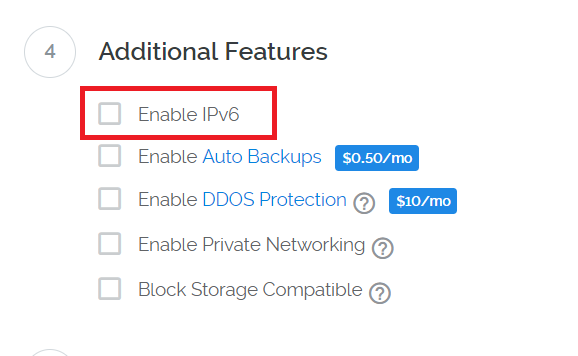 4
Additional Features
Enable IPv6
Enable Auto Backups $0.50/mo
Enable DDOS Protection ? $10/mo
Enable Private Networking ?
Block Storage Compatible ?